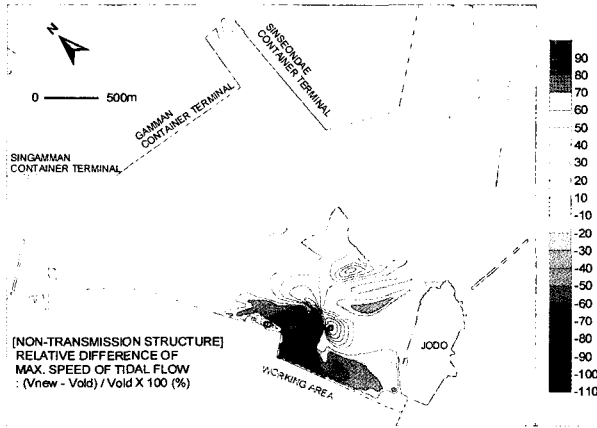 N
0 500m
SINSEONDAE
CONTAINER TERMINAL
GAMMAN
CONTAINER TERMINAL
SINGAMMAN
CONTAINER TERMINAL
90
80
70
60
50
40
30
20
10
-10
-20
-30
-40
-50
-60
-70
-80
-90
-100
-110
[NON-TRANSMISSION STRUCTURE]
RELATIVE DIFFERENCE OF
MAX. SPEED OF TIDAL FLOW
: (Vnew - Vold) / Vold X 100 (%)
WORKING AREA
JODO